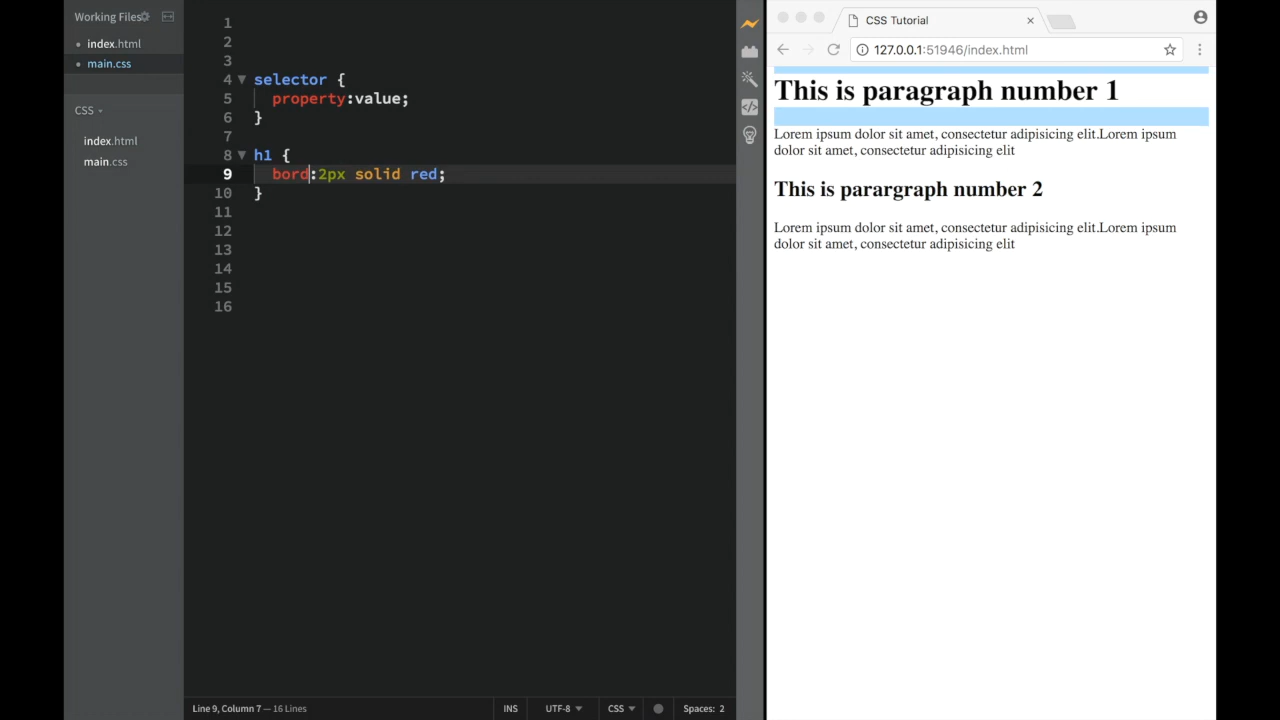 Working Files
index.html
main.css
CSS
index.html
main.css
1
2
3
4 selector {
5 property:value;
6 }
7
8 h1 {
9 bord:2px solid red;
10 }
11
12
13
14
15
16
Line 9, Column 7 — 16 Lines
INS
UTF-8
CSS
Spaces: 2
CSS Tutorial
127.0.0.1:51946/index.html
This is paragraph number 1
Lorem ipsum dolor sit amet, consectetur adipisicing elit.Lorem ipsum
dolor sit amet, consectetur adipisicing elit
This is parargraph number 2
Lorem ipsum dolor sit amet, consectetur adipisicing elit.Lorem ipsum
dolor sit amet, consectetur adipisicing elit